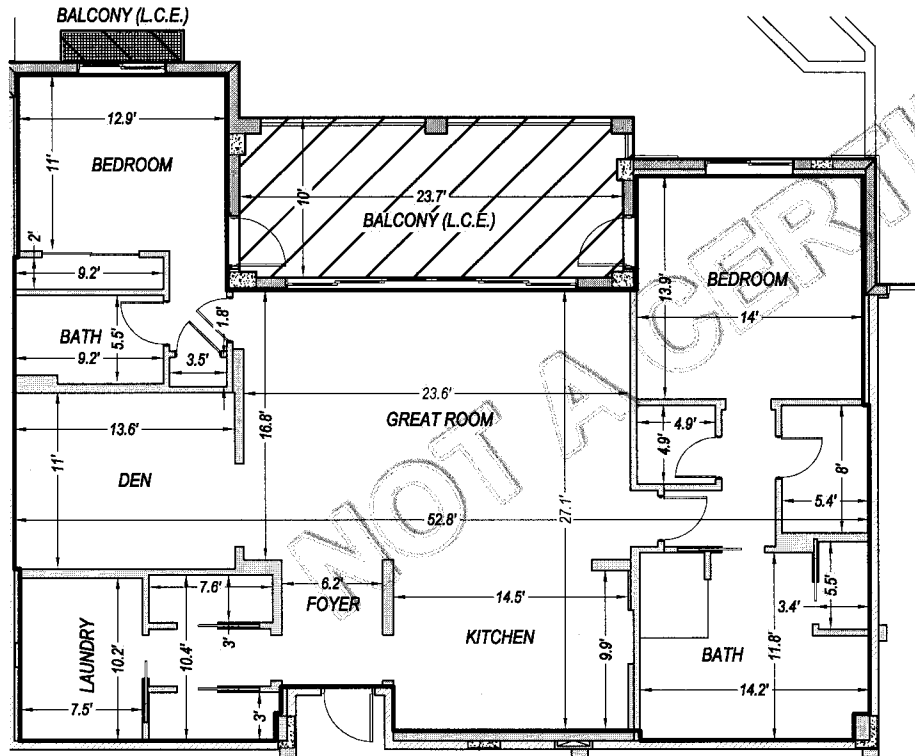 BALCONY (L.C.E.)
12.9'
11'
BEDROOM
2'
9.2'
10'
23.7'
BALCONY (L.C.E.)
BEDROOM
13.9'
14'
BATH
5.5'
9.2'
1.8'
3.5'
23.6'
GREAT ROOM
16.8'
27.1'
13.6'
11'
DEN
4.9'
4.9'
8'
5.4'
52.8'
NOT A CERTI
6.2'
FOYER
7.6'
3'
14.5'
KITCHEN
9.9'
5.5'
3.4'
11.8'
BATH
14.2'
LAUNDRY
10.2'
7.5'
10.4'
3'